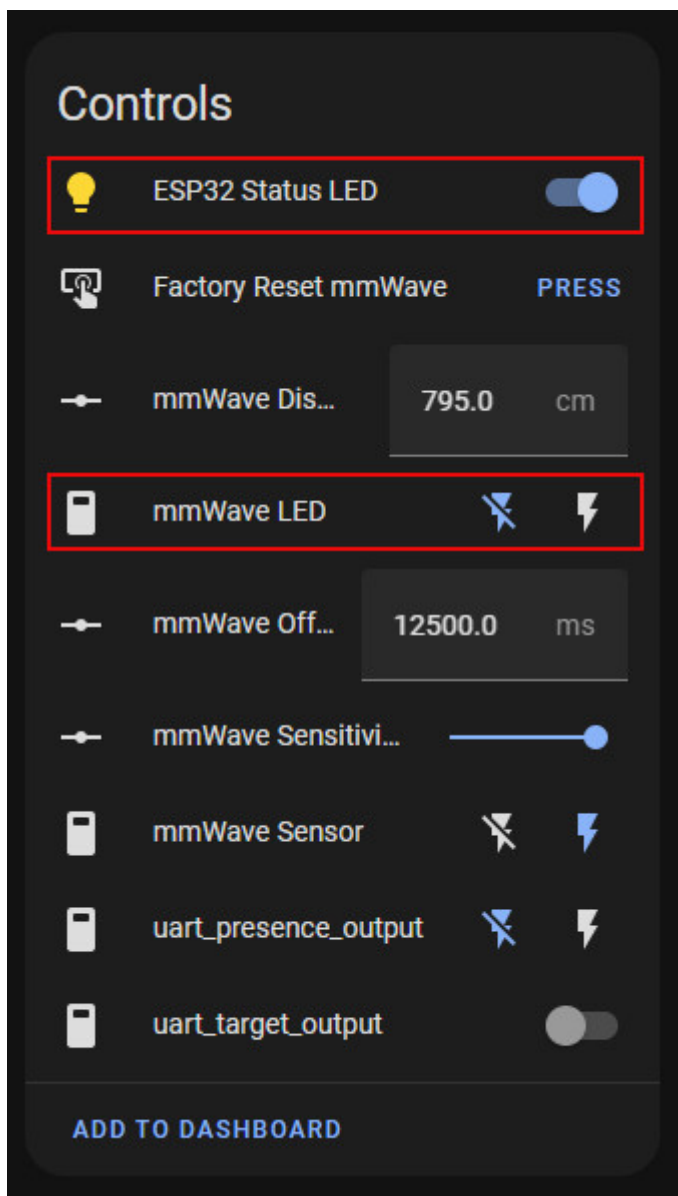 Controls
ESP32 Status LED
Factory Reset mmWave PRESS
mmWave Dis... 795.0 cm
mmWave LED
mmWave Off... 12500.0 ms
mmWave Sensitivi...
mmWave Sensor
uart_presence_output
uart_target_output
ADD TO DASHBOARD